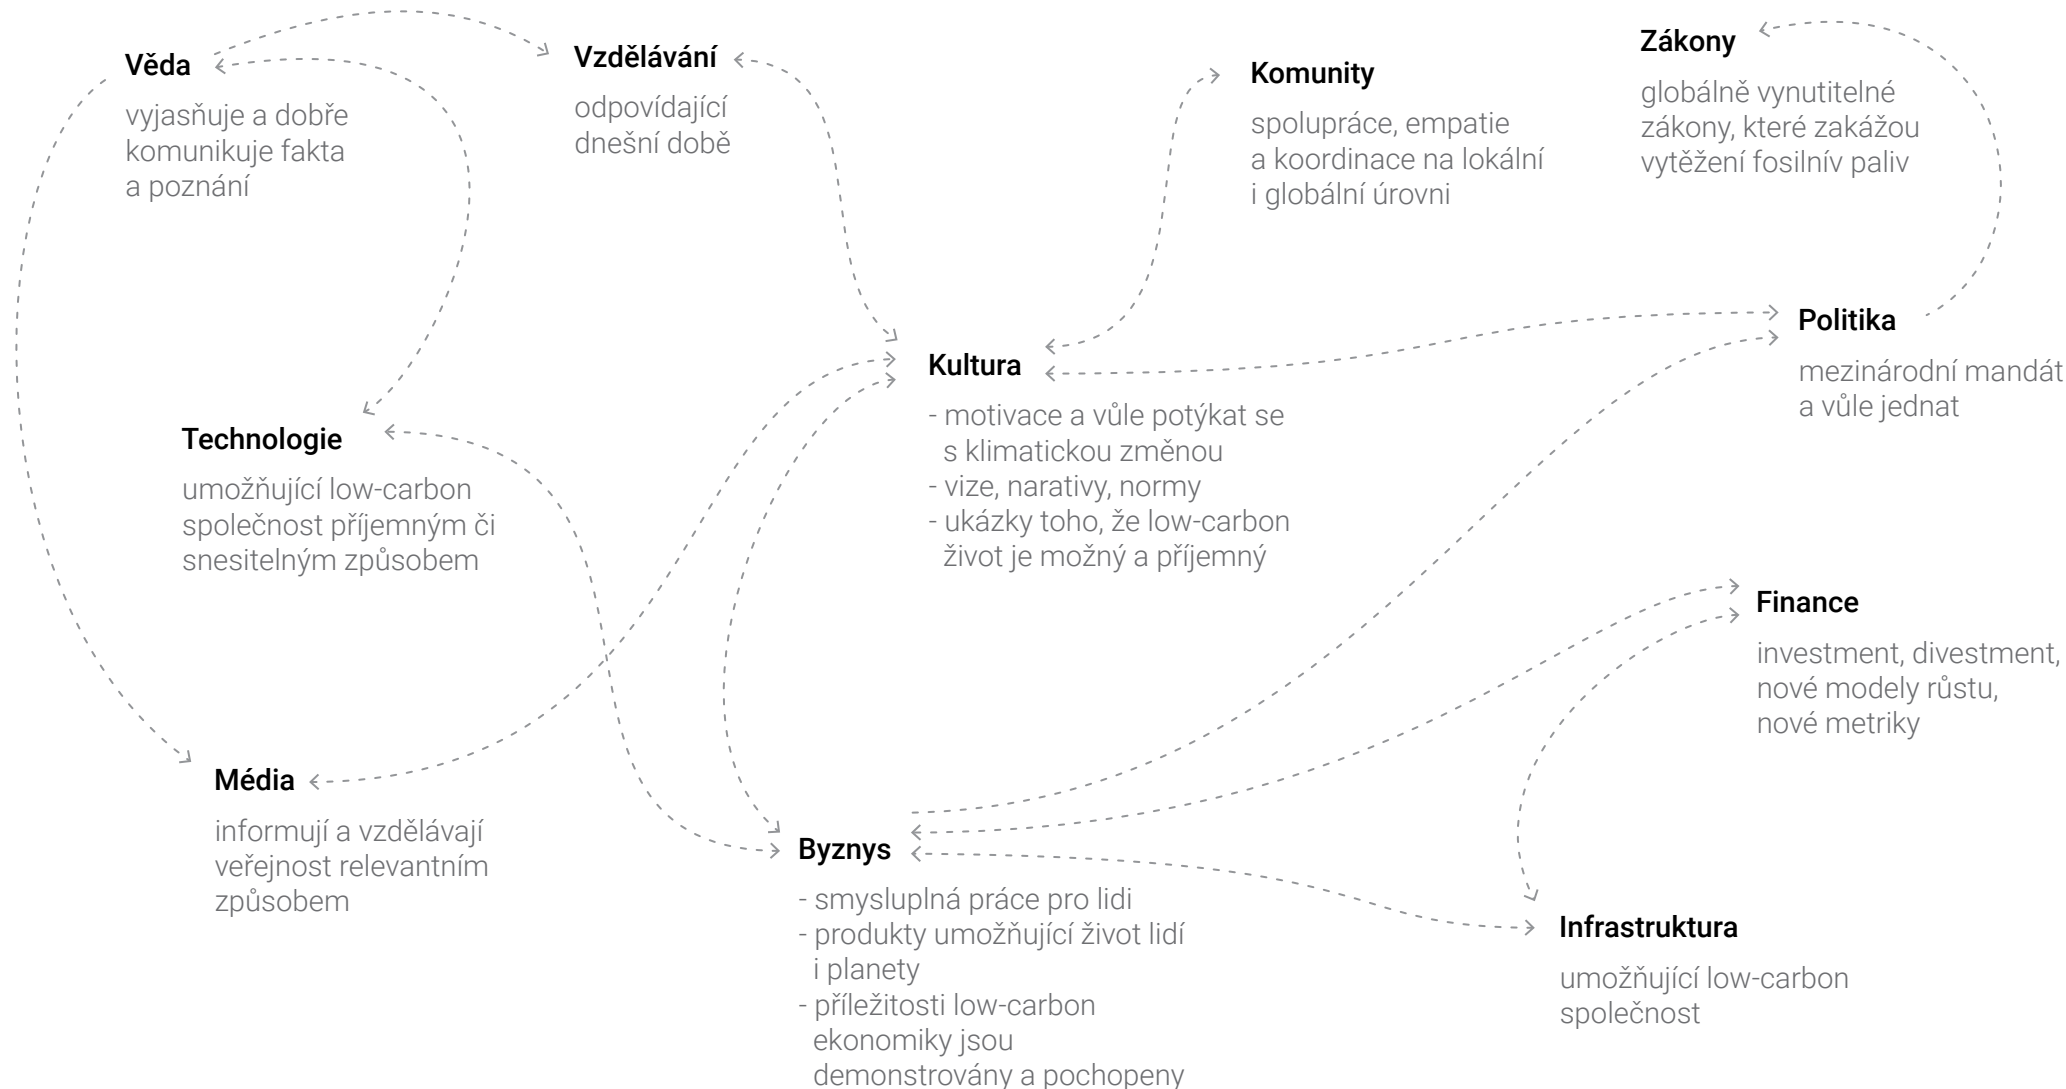 Věda
vyjasňuje a dobře
komunikuje fakta
a poznání
Vzdělávání
odpovídající
dnešní době
Komunity
spolupráce, empatie
a koordinace na lokální
i globální úrovni
Zákony
globálně vynutitelné
zákony, které zakážou
vytěžení fosilnív paliv
Kultura
- motivace a vůle potýkat se
s klimatickou změnou
- vize, narativy, normy
- ukázky toho, že low-carbon
život je možný a příjemný
Politika
mezinárodní mandát
a vůle jednat
Technologie
umožňující low-carbon
společnost příjemným či
snesitelným způsobem
Finance
investment, divestment,
nové modely růstu,
nové metriky
Média
informují a vzdělávají
veřejnost relevantním
způsobem
Byznys
- smysluplná práce pro lidi
- produkty umožňující život lidí
i planety
- příležitosti low-carbon
ekonomiky jsou
demonstrovány a pochopeny
Infrastruktura
umožňující low-carbon
společnost